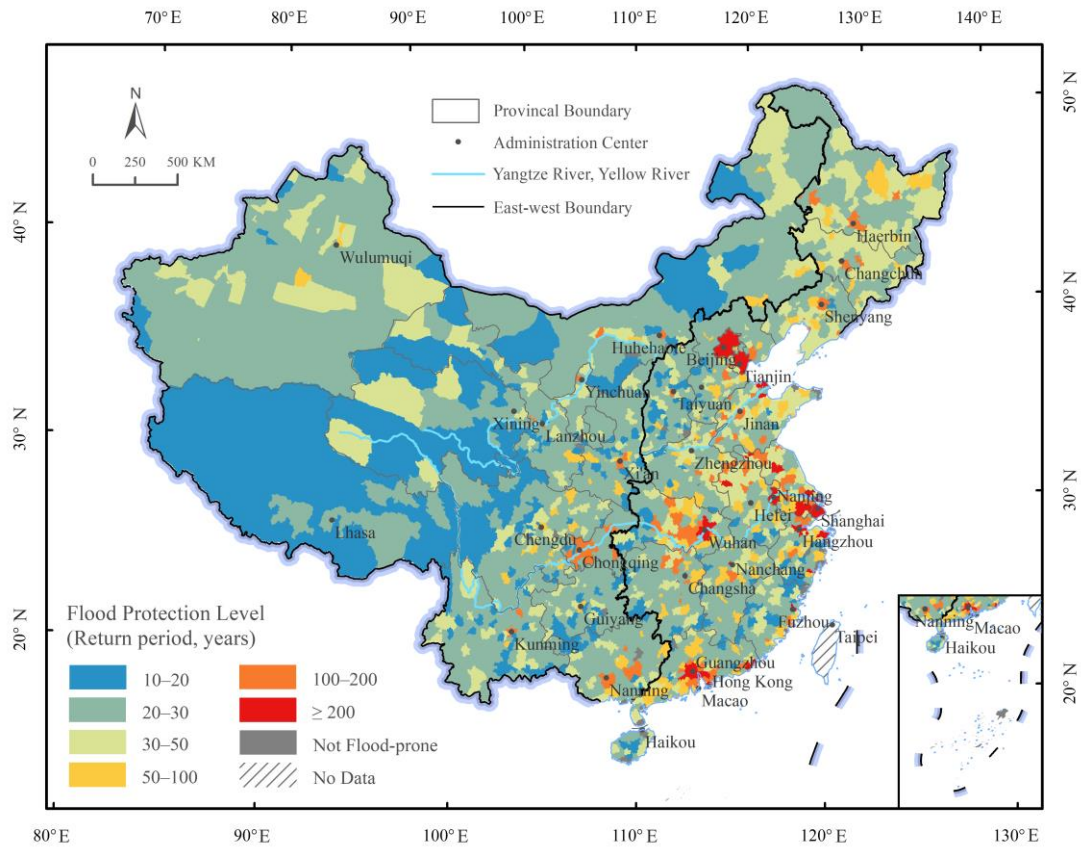 70° E 80° E 90° E 100° E 110° E 120° E 130° E 140° E
50° N
40° N
30° N
20° N
40° N
30° N
20° N
N
0 250 500 KM
Provincal Boundary
Administration Center
Yangtze River, Yellow River
East-west Boundary
Haerbin
Wulumuqi
Changchun
Shenyang
Huhehaote
Beijing
Tianjin
Yinchuan
Taiyuan
Xining
Jinan
Lanzhou
Zhengzhou
Xi'an
Nanjing
Hefei
Shanghai
Lhasa
Chengdu
Wuhan
Hangzhou
Chongqing
Nanchang
Changsha
Guiyang
Fuzhou
Taipei
Kunming
Guangzhou
Nanning
Hong Kong
Macao
Haikou
Nanning
Macao
Haikou
Flood Protection Level
(Return period, years)
10–20
20–30
30–50
50–100
100–200
≥ 200
Not Flood-prone
No Data
80° E 90° E 100° E 110° E 120° E 130° E